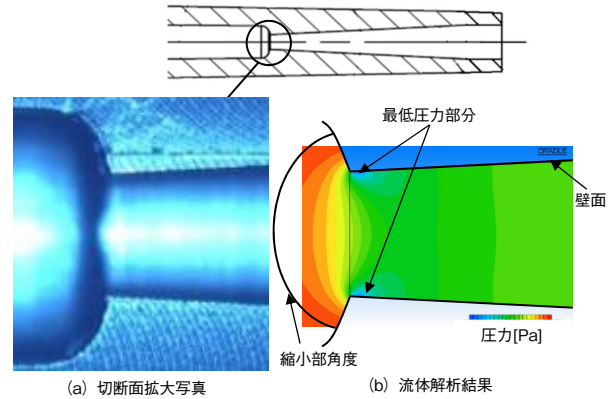 最低圧力部分
CRADLE
壁面
圧力[Pa]
縮小部角度
(a) 切断面拡大写真
(b) 流体解析結果